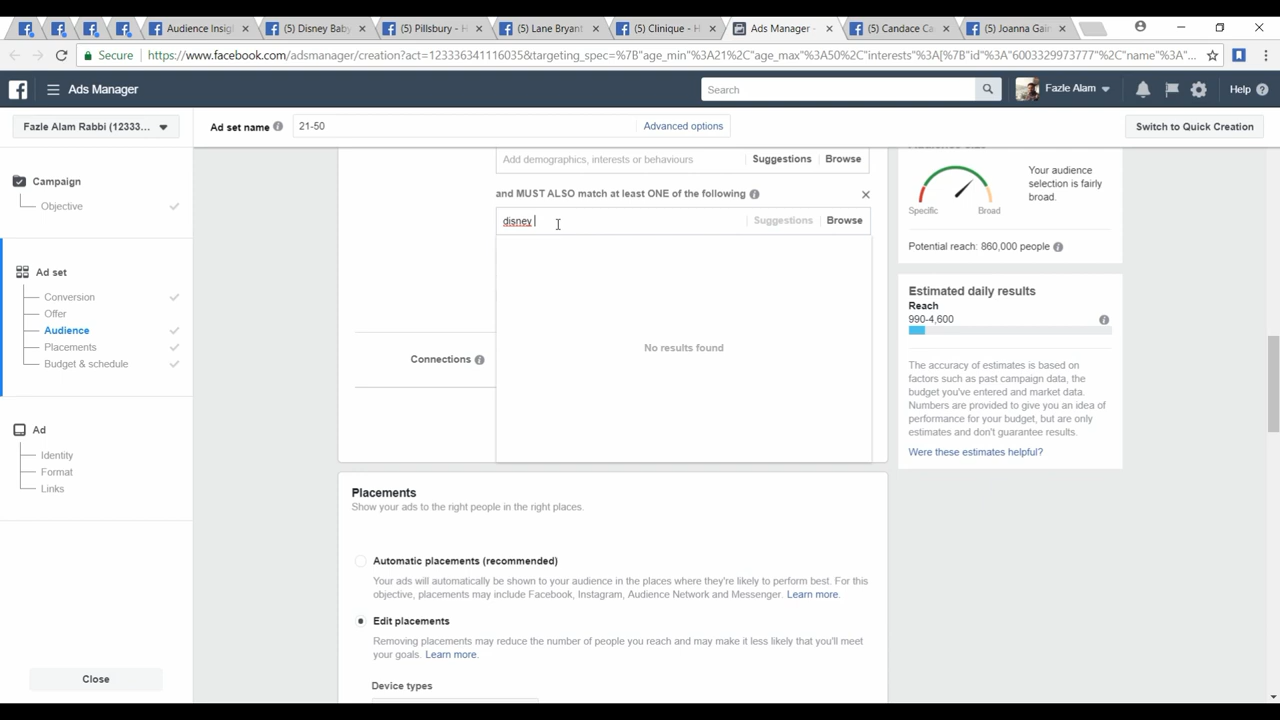 Audience Insigl
(5) Disney Baby
(5) Pillsbury - H
(5) Lane Bryant
(5) Clinique - H
Ads Manager -
(5) Candace Ca
(5) Joanna Gain
Secure
https://www.facebook.com/adsmanager/creation?act=123336341116035&targeting_spec=%7B"age_min"%3A21%2C"age_max"%3A50%2C"interests"%3A[%7B"id"%3A"6003329973777"%2C"name"%3A"...
Ads Manager
Search
Fazle Alam
Help
Fazle Alam Rabbi (12333...
Ad set name
21-50
Advanced options
Switch to Quick Creation
Campaign
Objective
Ad set
Conversion
Offer
Audience
Placements
Budget & schedule
Ad
Identity
Format
Links
Close
Add demographics, interests or behaviours
Suggestions
Browse
and MUST ALSO match at least ONE of the following
disney
Suggestions
Browse
No results found
Connections
Placements
Show your ads to the right people in the right places.
Automatic placements (recommended)
Your ads will automatically be shown to your audience in the places where they're likely to perform best. For this
objective, placements may include Facebook, Instagram, Audience Network and Messenger. Learn more.
Edit placements
Removing placements may reduce the number of people you reach and may make it less likely that you'll meet
your goals. Learn more.
Device types
Specific
Broad
Your audience
selection is fairly
broad.
Potential reach: 860,000 people
Estimated daily results
Reach
990-4,600
The accuracy of estimates is based on
factors such as past campaign data, the
budget you've entered and market data.
Numbers are provided to give you an idea of
performance for your budget, but are only
estimates and don't guarantee results.
Were these estimates helpful?